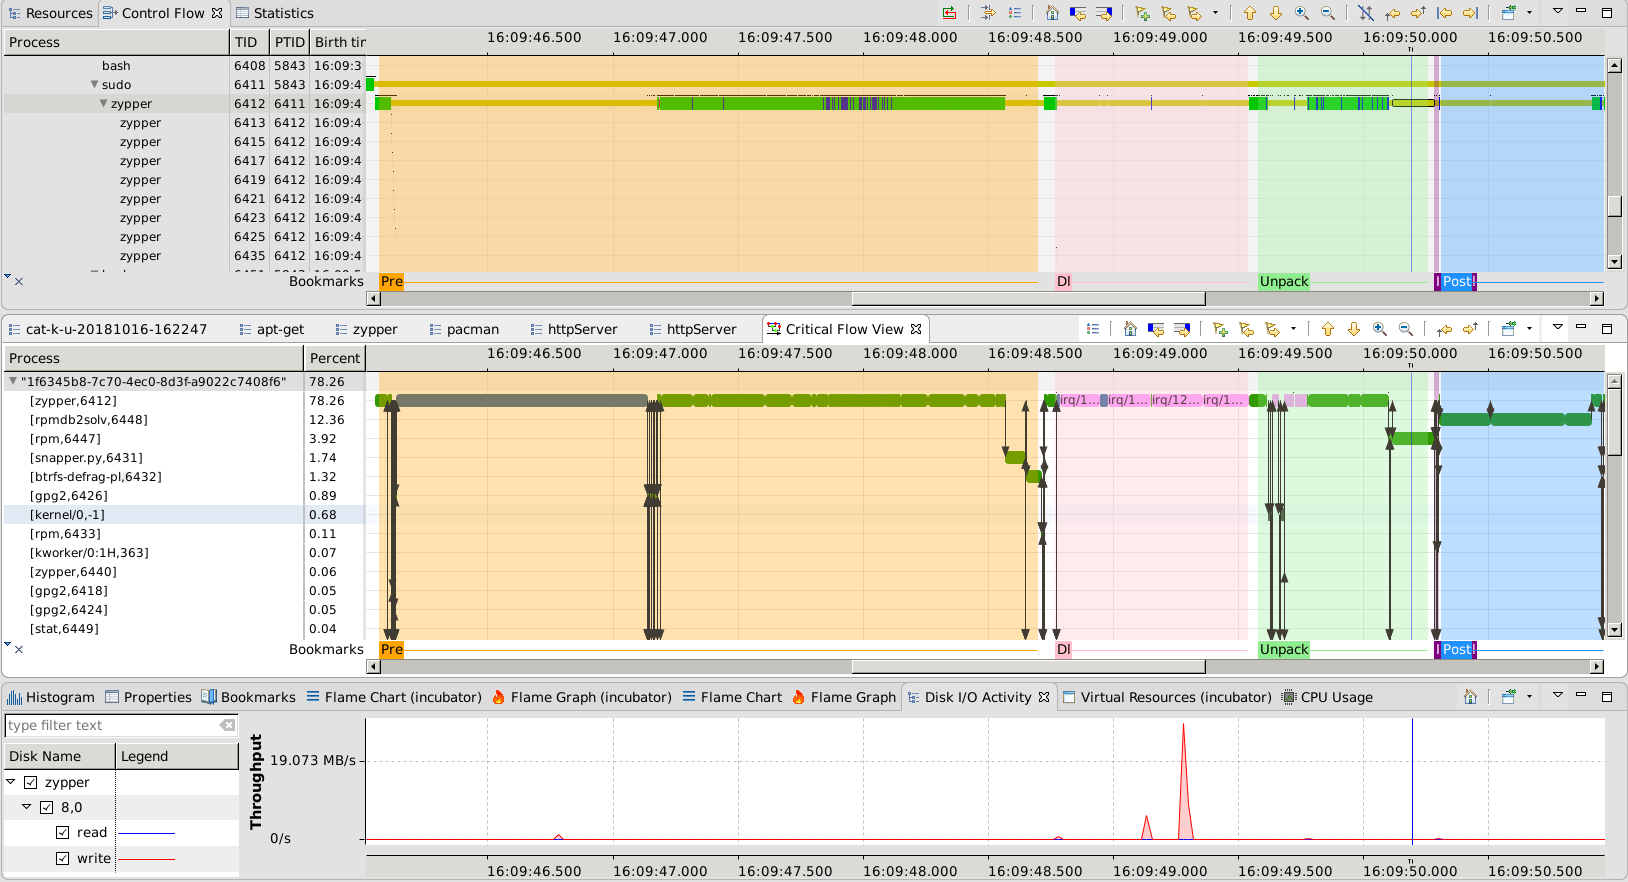 Resources Control Flow Statistics
Process TID PTID Birth tir
16:09:46.500 16:09:47.000 16:09:47.500 16:09:48.000 16:09:48.500 16:09:49.000 16:09:49.500 16:09:50.000 16:09:50.500
bash 6408 5843 16:09:3
sudo 6411 5843 16:09:4
zypper 6412 6411 16:09:4
zypper 6413 6412 16:09:4
zypper 6415 6412 16:09:4
zypper 6417 6412 16:09:4
zypper 6419 6412 16:09:4
zypper 6421 6412 16:09:4
zypper 6423 6412 16:09:4
zypper 6425 6412 16:09:4
zypper 6435 6412 16:09:4
Bookmarks Pre Dl Unpack I Post
cat-k-u-20181016-162247 apt-get zypper pacman httpServer httpServer Critical Flow View
Process Percent
16:09:46.500 16:09:47.000 16:09:47.500 16:09:48.000 16:09:48.500 16:09:49.000 16:09:49.500 16:09:50.000 16:09:50.500
"1f6345b8-7c70-4ec0-8d3f-a9022c7408f6" 78.26
[zypper,6412] 78.26 irq/1... irq/1... irq/12... irq/1...
[rpmdb2solv,6448] 12.36
[rpm,6447] 3.92
[snapper.py,6431] 1.74
[btrfs-defrag-pl,6432] 1.32
[gpg2,6426] 0.89
[kernel/0,-1] 0.68
[rpm,6433] 0.11
[kworker/0:1H,363] 0.07
[zypper,6440] 0.06
[gpg2,6418] 0.05
[gpg2,6424] 0.05
[stat,6449] 0.04
Bookmarks Pre Dl Unpack I Post
Histogram Properties Bookmarks Flame Chart (incubator) Flame Graph (incubator) Flame Chart Flame Graph Disk I/O Activity Virtual Resources (incubator) CPU Usage
type filter text
Disk Name Legend
zypper
8,0
read
write
Throughput
19.073 MB/s
0/s
16:09:46.500 16:09:47.000 16:09:47.500 16:09:48.000 16:09:48.500 16:09:49.000 16:09:49.500 16:09:50.000 16:09:50.500